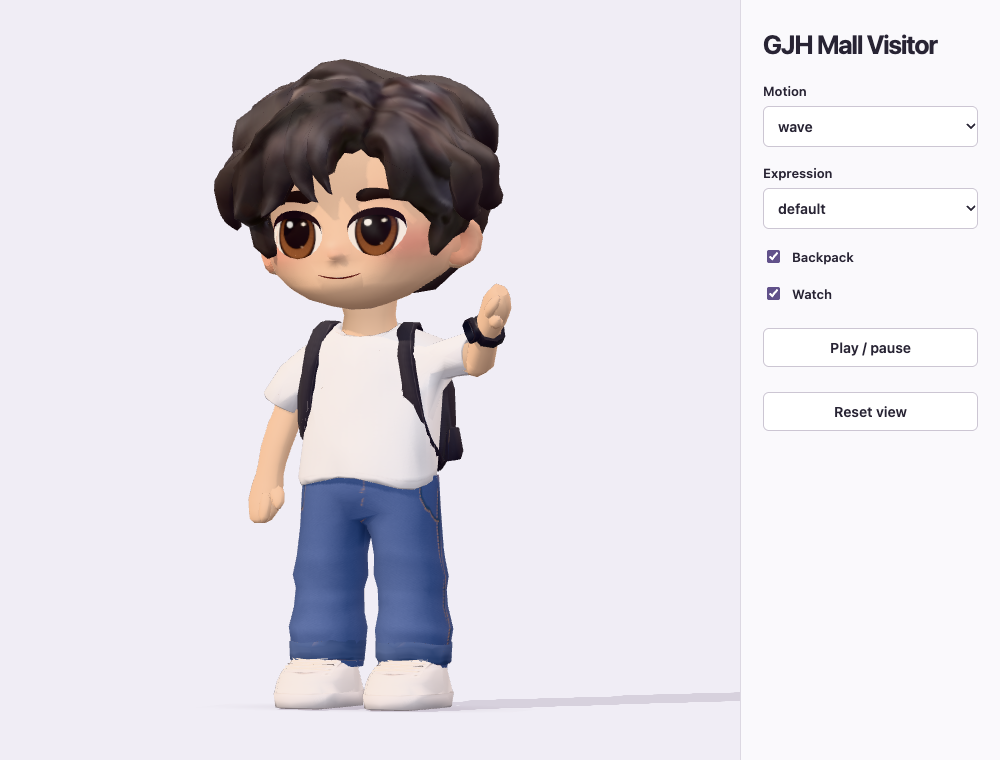 GJH Mall Visitor
Motion
wave
Expression
default
Backpack
Watch
Play / pause
Reset view